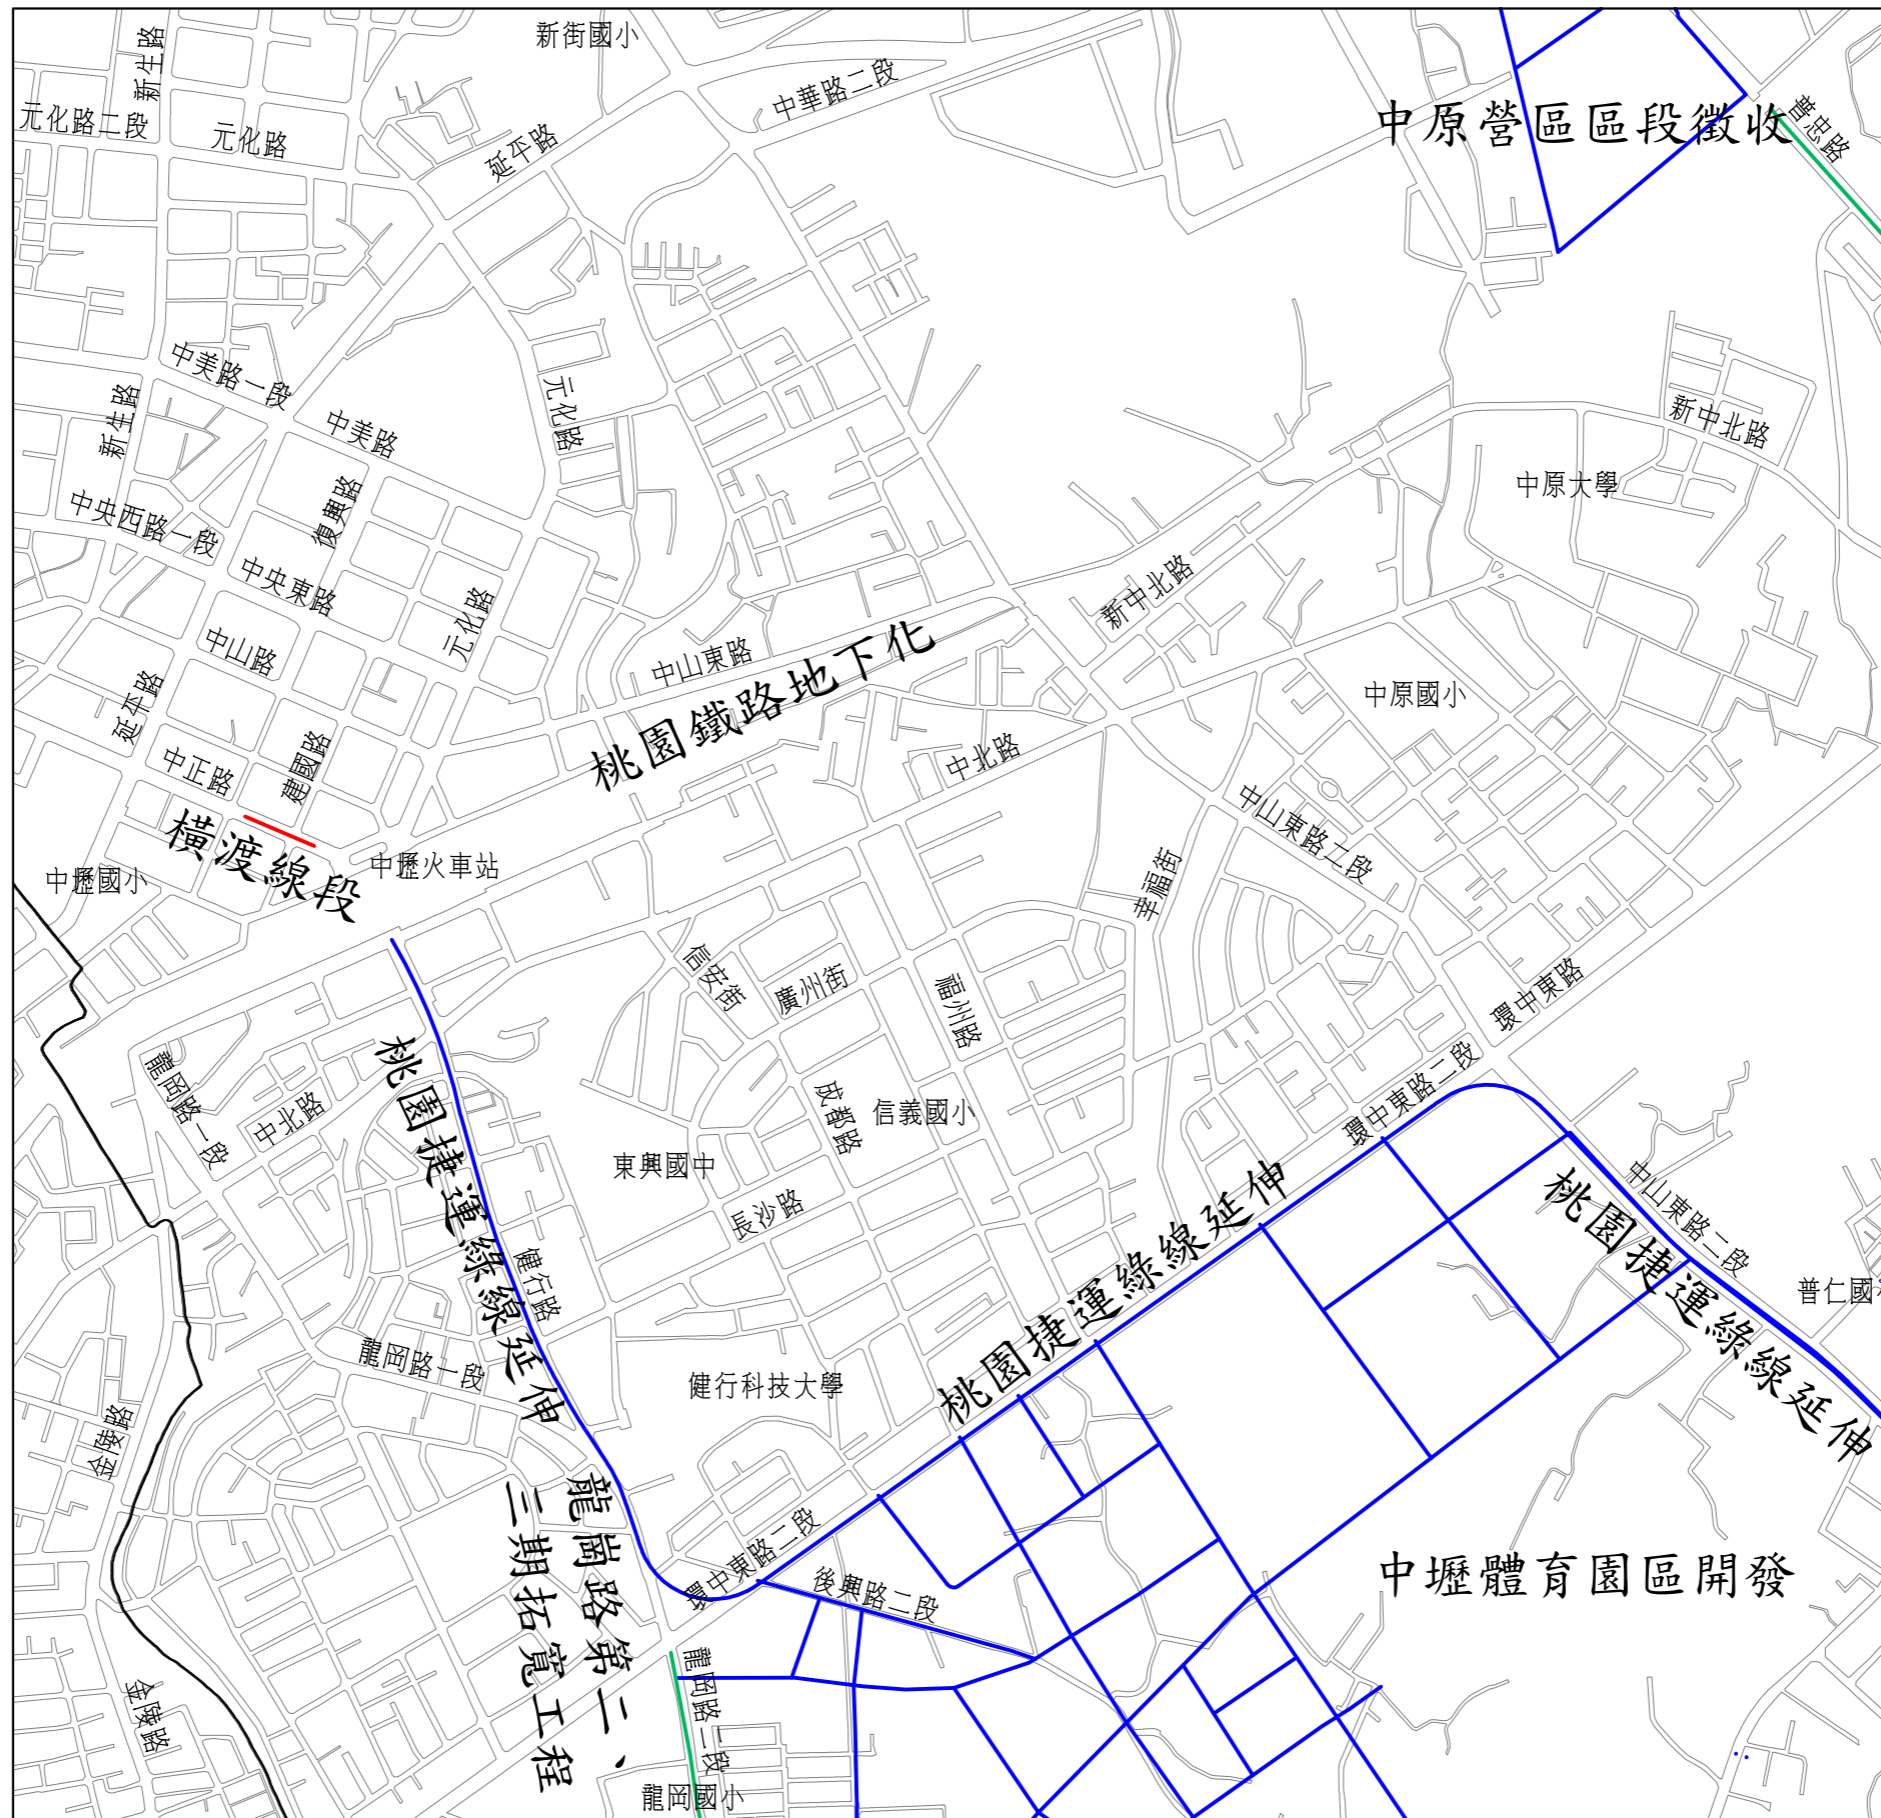 新街國小
新生路
中華路二段
元化路二段
元化路
延平路
中原營區區段徵收
普忠路
中美路一段
新生路
中美路
元化路
新中北路
中原大學
中央西路一段
復興路
中央東路
元化路
新中北路
中山路
中山東路
桃園鐵路地下化
中原國小
延平路
中正路
建國路
中北路
中山東路二段
橫渡線段
中壢火車站
中壢國小
幸福街
信安街
廣州街
福州路
環中東路
龍岡路一段
中北路
桃園捷運綠線延伸
成都路
信義國小
環中東路二段
東興國中
長沙路
中山東路二段
桃園捷運綠線延伸
健行路
桃園捷運綠線延伸
普仁國
龍岡路一段
健行科技大學
金陵路
龍崗路第二、
三期拓寬工程
環中東路二段
後興路二段
中壢體育園區開發
龍岡路二段
金陵路
龍岡國小